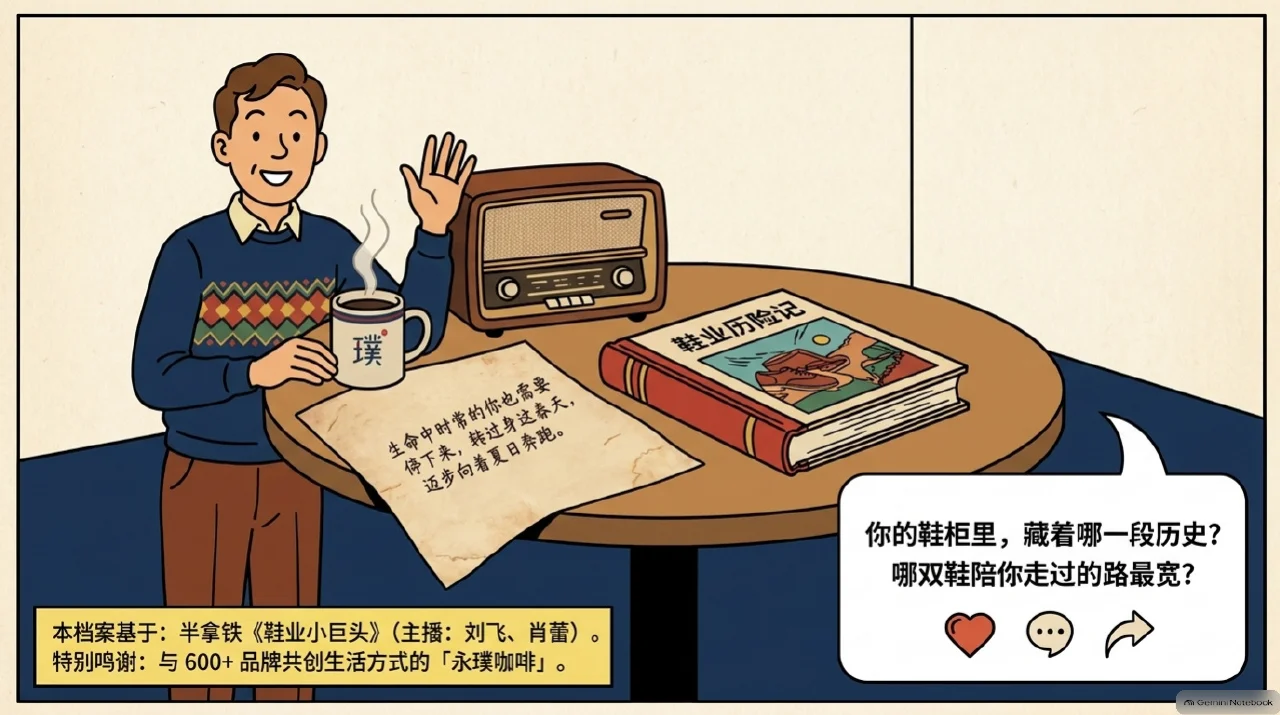 璞
鞋业历险记
生命中时常的你也需要
停下来，转过身这春天，
迈步向着夏日奔跑。
你的鞋柜里，藏着哪一段历史？
哪双鞋陪你走过的路最宽？
本档案基于：半拿铁《鞋业小巨头》（主播：刘飞、肖蕾）。
特别鸣谢：与 600+ 品牌共创生活方式的「永璞咖啡」。
Gemini Notebook